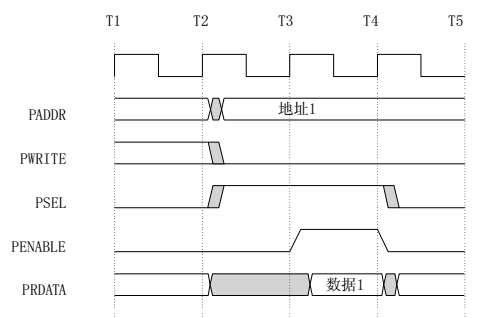 T1 T2 T3 T4 T5
PADDR 地址1
PWRITE
PSEL
PENABLE
PRDATA 数据1